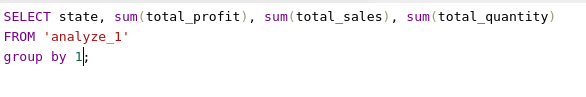 SELECT state, sum(total_profit), sum(total_sales), sum(total_quantity)
FROM 'analyze_1'
group by 1;